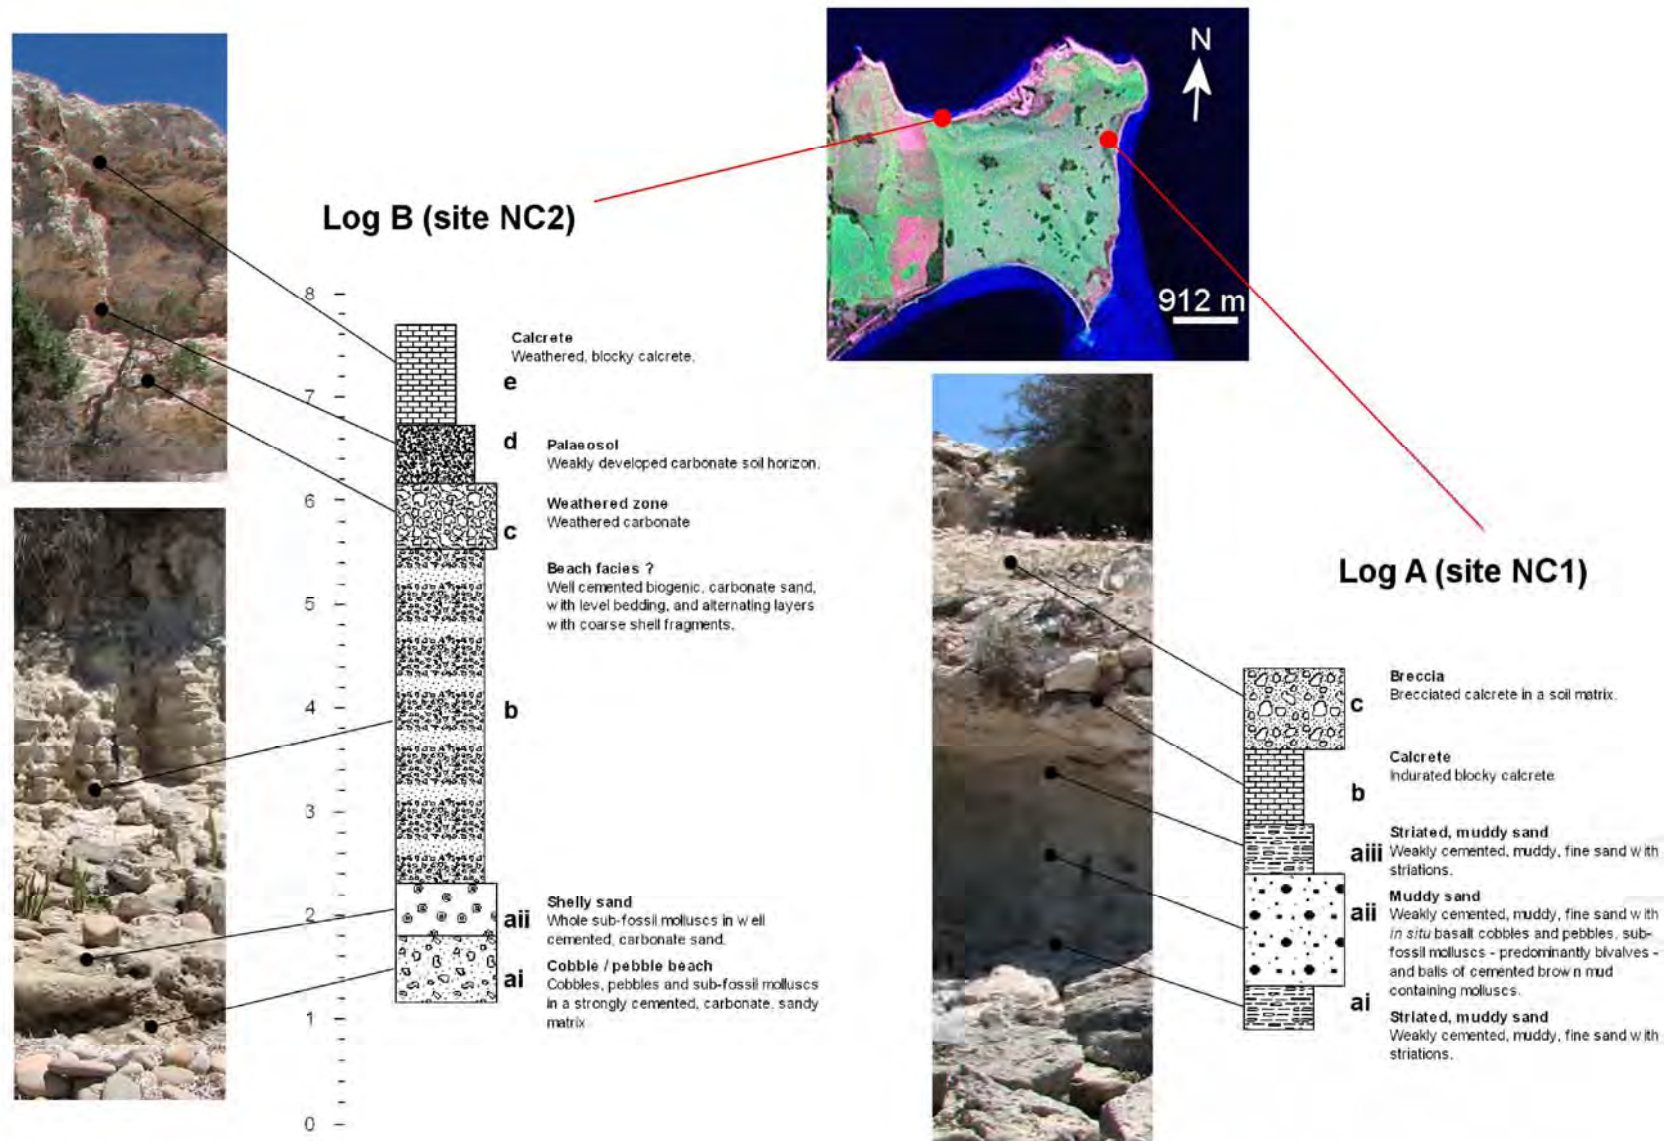 N
912 m
Log B (site NC2)
8
7
6
5
4
3
2
1
0
Calcrete
Weathered, blocky calcrete.
e
d
Palaeosol
Weakly developed carbonate soil horizon.
Weathered zone
Weathered carbonate
c
Beach facies ?
Well cemented biogenic, carbonate sand,
with level bedding, and alternating layers
with coarse shell fragments.
b
Shelly sand
aii
Whole sub-fossil molluscs in well
cemented, carbonate sand.
Cobble / pebble beach
ai
Cobbles, pebbles and sub-fossil molluscs
in a strongly cemented, carbonate, sandy
matrix
Log A (site NC1)
Breccia
Brecciated calcrete in a soil matrix.
c
Calcrete
Indurated blocky calcrete
b
Striated, muddy sand
aiii
Weakly cemented, muddy, fine sand with
striations.
Muddy sand
aii
Weakly cemented, muddy, fine sand with
in situ basalt cobbles and pebbles, sub-
fossil molluscs - predominantly bivalves -
and balls of cemented brown mud
containing molluscs.
ai
Striated, muddy sand
Weakly cemented, muddy, fine sand with
striations.